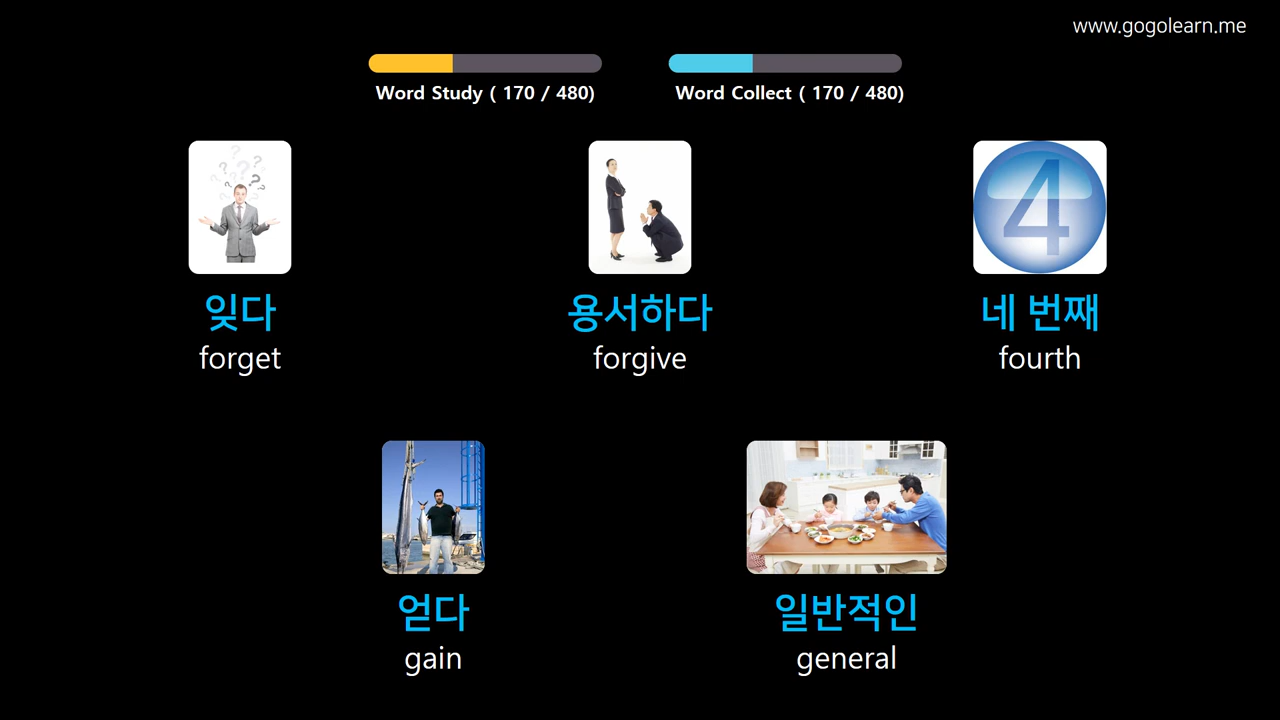 www.gogolearn.me
Word Study ( 170 / 480)
Word Collect ( 170 / 480)
4
잊다
forget
용서하다
forgive
네 번째
fourth
얻다
gain
일반적인
general